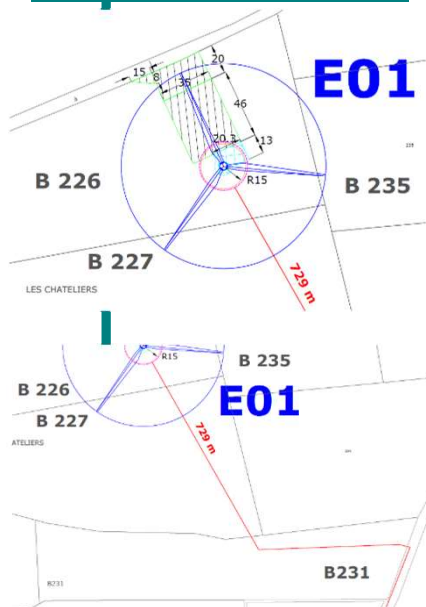 15
20
E01
8
35
46
20.3
13
B 226
R15
B 235
B 227
729 m
LES CHATELIERS
R15
B 235
B 226
E01
B 227
ATELIERS
729 m
B231
B231